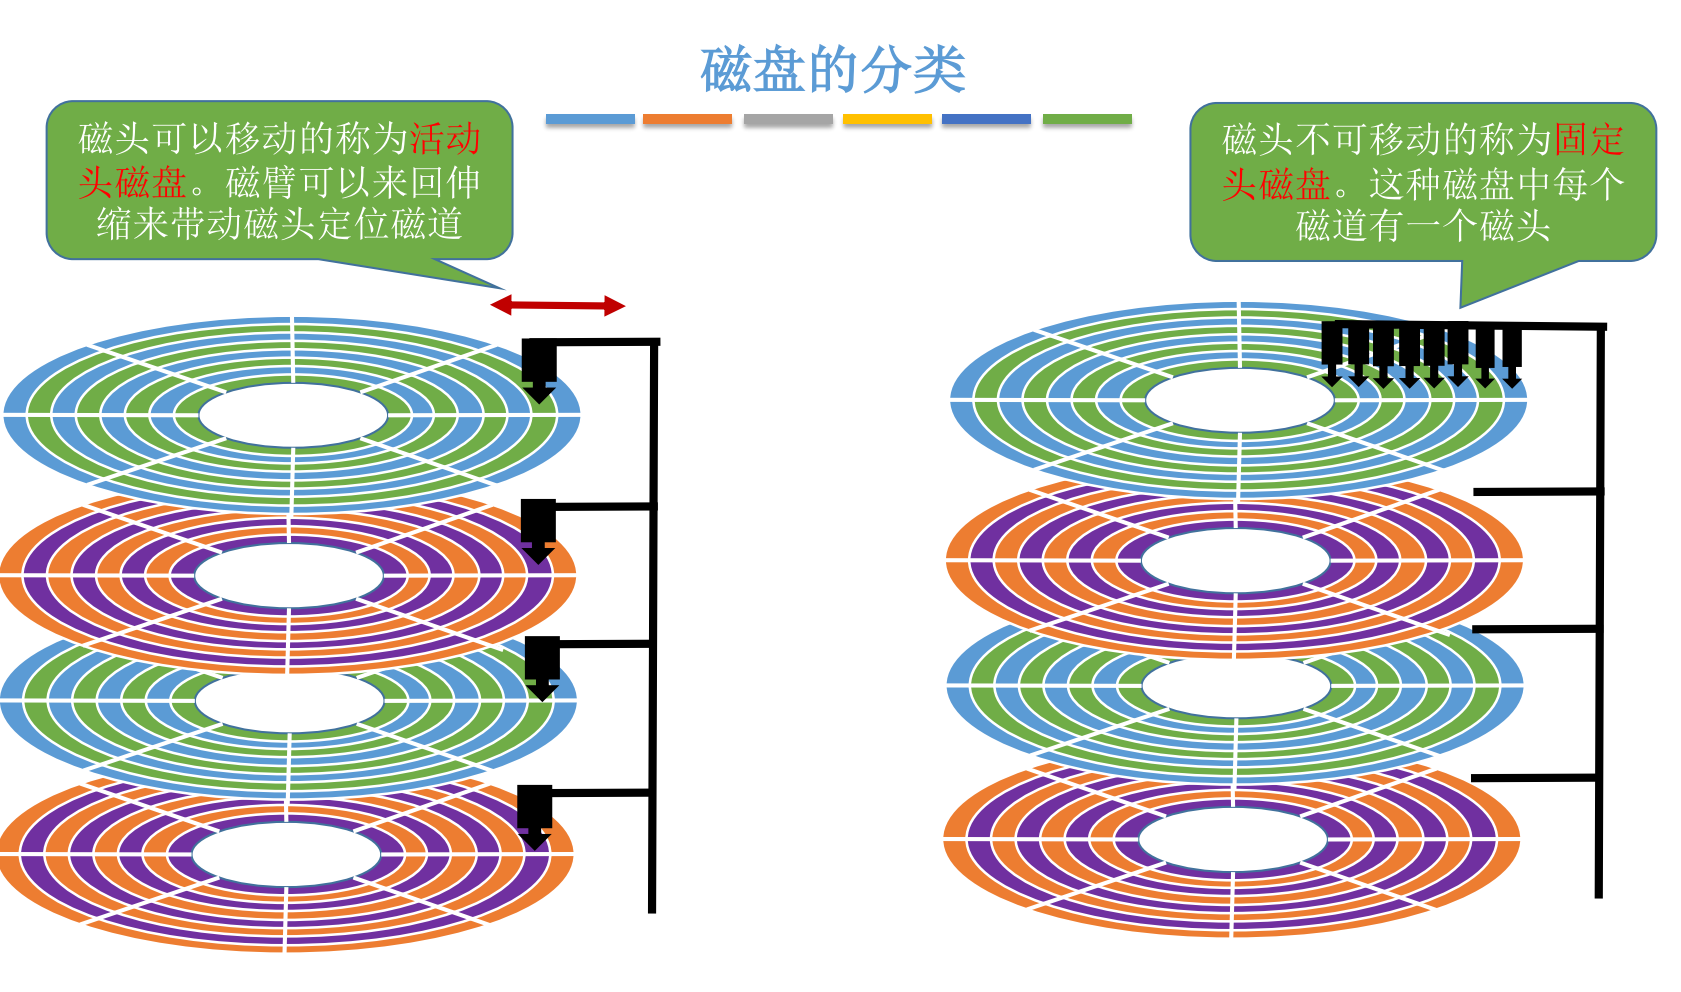 磁盘的分类
磁头可以移动的称为活动
头磁盘。磁臂可以来回伸
缩来带动磁头定位磁道
磁头不可移动的称为固定
头磁盘。这种磁盘中每个
磁道有一个磁头